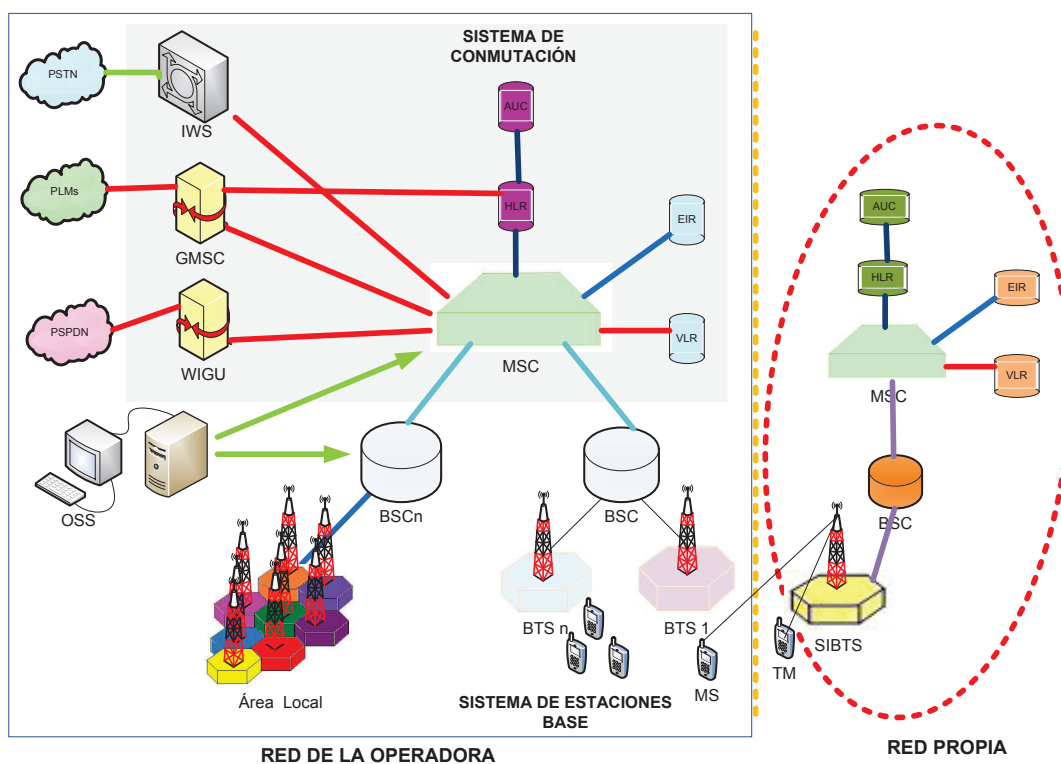 SISTEMA DE
CONMUTACIÓN
PSTN
IWS
AUC
PLMs
HLR
GMSC
EIR
PSPDN
WIGU
MSC
VLR
OSS
BSCn
BSC
Área Local
BTS n
BTS 1
MS
SISTEMA DE ESTACIONES
BASE
RED DE LA OPERADORA
AUC
HLR
EIR
MSC
VLR
BSC
SIBTS
TM
RED PROPIA